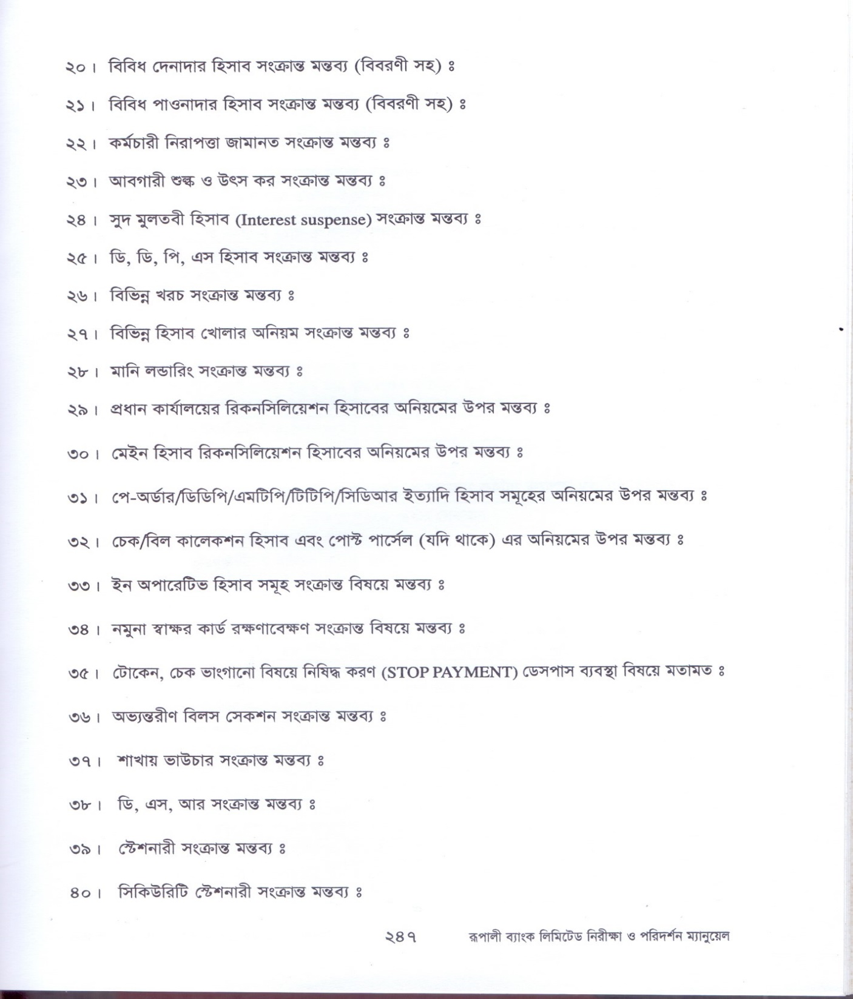 ২০। বিবিধ দেনাদার হিসাব সংক্রান্ত মন্তব্য (বিবরণী সহ) ঃ
২১। বিবিধ পাওনাদার হিসাব সংক্রান্ত মন্তব্য (বিবরণী সহ) ঃ
২২। কর্মচারী নিরাপত্তা জামানত সংক্রান্ত মন্তব্য ঃ
২৩। আবগারী শুল্ক ও উৎস কর সংক্রান্ত মন্তব্য ঃ
২৪। সূদ মূলতবী হিসাব (Interest suspense) সংক্রান্ত মন্তব্য ঃ
২৫। ডি, ডি, পি, এস হিসাব সংক্রান্ত মন্তব্য ঃ
২৬। বিভিন্ন খরচ সংক্রান্ত মন্তব্য ঃ
২৭। বিভিন্ন হিসাব খোলার অনিয়ম সংক্রান্ত মন্তব্য ঃ
২৮। মানি লন্ডারিং সংক্রান্ত মন্তব্য ঃ
২৯। প্রধান কার্যালয়ের রিকনসিলিয়েশন হিসাবের অনিয়মের উপর মন্তব্য ঃ
৩০। মেইন হিসাব রিকনসিলিয়েশন হিসাবের অনিয়মের উপর মন্তব্য ঃ
৩১। পে-অর্ডার/ডিডিপি/এমটিপি/টিটিপি/সিডিআর ইত্যাদি হিসাব সমূহের অনিয়মের উপর মন্তব্য ঃ
৩২। চেক/বিল কালেকশন হিসাব এবং পোস্ট পার্সেল (যদি থাকে) এর অনিয়মের উপর মন্তব্য ঃ
৩৩। ইন অপারেটিভ হিসাব সমূহ সংক্রান্ত বিষয়ে মন্তব্য ঃ
৩৪। নমুনা স্বাক্ষর কার্ড রক্ষণাবেক্ষণ সংক্রান্ত বিষয়ে মন্তব্য ঃ
৩৫। টোকেন, চেক ভাংগানো বিষয়ে নিষিদ্ধ করণ (STOP PAYMENT) ডেসপাস ব্যবস্থা বিষয়ে মতামত ঃ
৩৬। অভ্যন্তরীণ বিলস সেকশন সংক্রান্ত মন্তব্য ঃ
৩৭। শাখায় ভাউচার সংক্রান্ত মন্তব্য ঃ
৩৮। ডি, এস, আর সংক্রান্ত মন্তব্য ঃ
৩৯। স্টেশনারী সংক্রান্ত মন্তব্য ঃ
৪০। সিকিউরিটি স্টেশনারী সংক্রান্ত মন্তব্য ঃ
২৪৭ রূপালী ব্যাংক লিমিটেড নিরীক্ষা ও পরিদর্শন ম্যানুয়েল